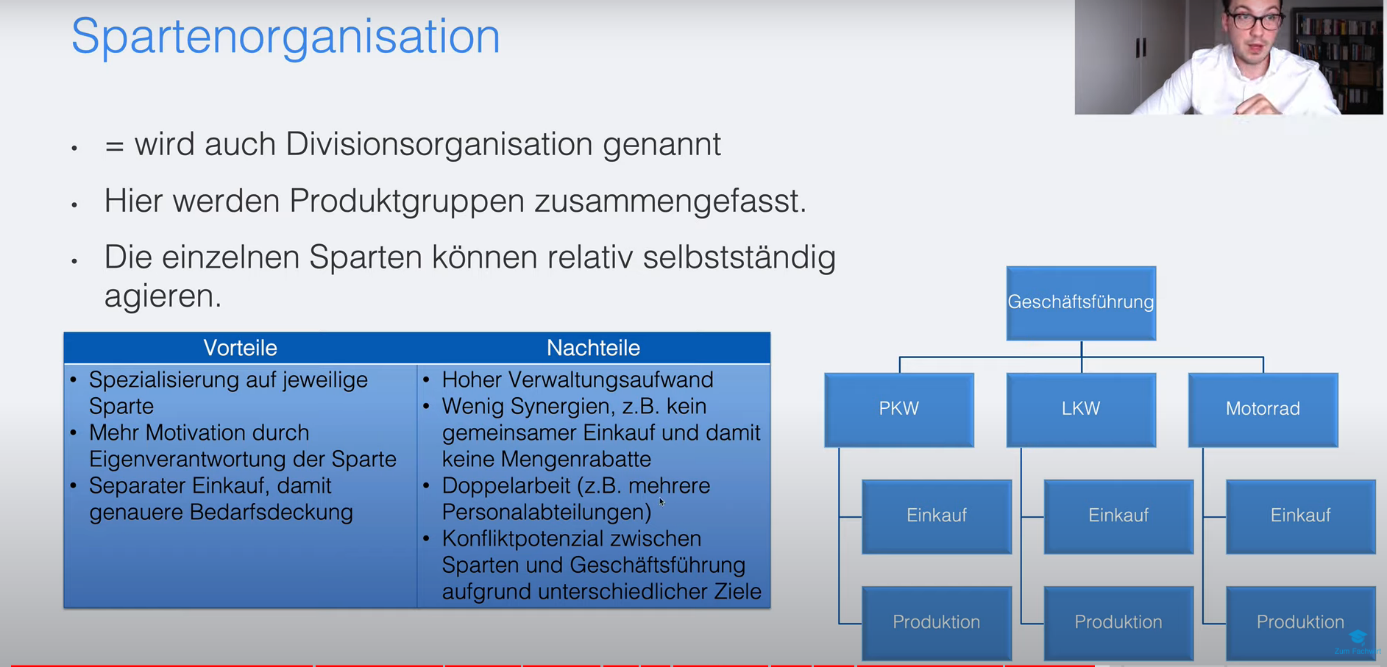 Spartenorganisation
• = wird auch Divisionsorganisation genannt
• Hier werden Produktgruppen zusammengefasst.
• Die einzelnen Sparten können relativ selbstständig
agieren.
Vorteile
• Spezialisierung auf jeweilige
Sparte
• Mehr Motivation durch
Eigenverantwortung der Sparte
• Separater Einkauf, damit
genauere Bedarfsdeckung
Nachteile
• Hoher Verwaltungsaufwand
• Wenig Synergien, z.B. kein
gemeinsamer Einkauf und damit
keine Mengenrabatte
• Doppelarbeit (z.B. mehrere
Personalabteilungen)
• Konfliktpotenzial zwischen
Sparten und Geschäftsführung
aufgrund unterschiedlicher Ziele
Geschäftsführung
PKW
LKW
Motorrad
Einkauf
Einkauf
Einkauf
Produktion
Produktion
Produktion